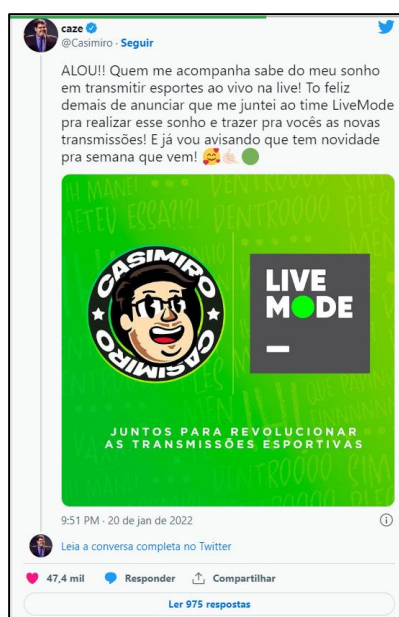 caze
@Casimiro · Seguir
ALOU!! Quem me acompanha sabe do meu sonho
em transmitir esportes ao vivo na live! To feliz
demais de anunciar que me juntei ao time LiveMode
pra realizar esse sonho e trazer pra vocês as novas
transmissões! E já vou avisando que tem novidade
pra semana que vem! 🥰🤙🏻🟢
CASIMIRO
CASIMIRO
LIVE
MODE
JUNTOS PARA REVOLUCIONAR
AS TRANSMISSÕES ESPORTIVAS
9:51 PM · 20 de jan de 2022
Leia a conversa completa no Twitter
47,4 mil Responder Compartilhar
Ler 975 respostas